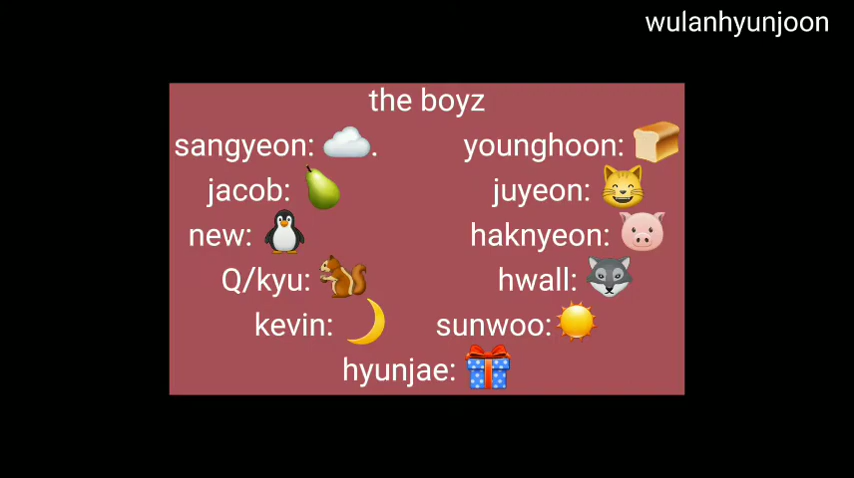 wulanhyunjoon
the boyz
sangyeon: ☁️. younghoon: 🍞
jacob: 🍐 juyeon: 😸
new: 🐧 haknyeon: 🐷
Q/kyu: 🐿️ hwall: 🐺
kevin: 🌙 sunwoo:☀️
hyunjae: 🎁